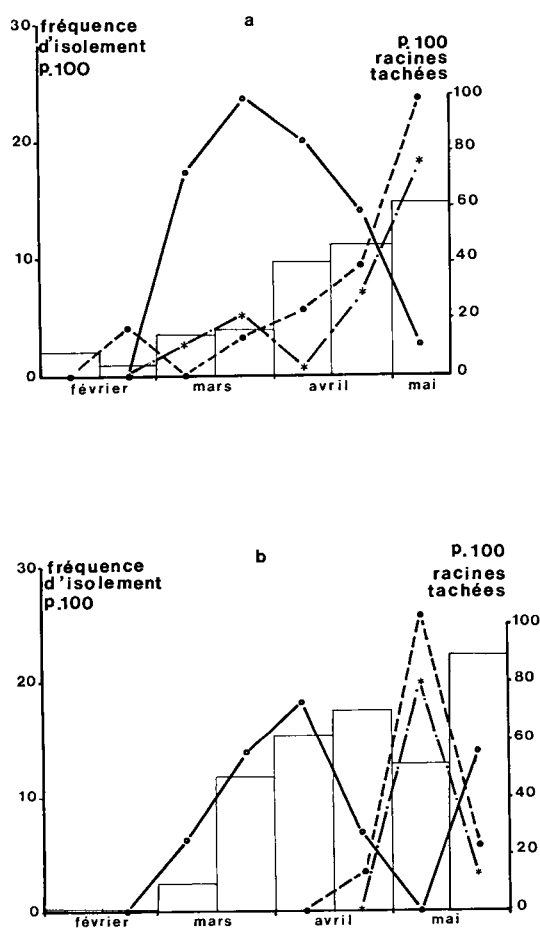 a
30
fréquence
d'isolement
p.100
p.100
racines
tachées
100
80
20
60
40
10
20
0
0
février mars avril mai
b
30
fréquence
d'isolement
p.100
p.100
racines
tachées
100
20
80
60
10
40
20
0
0
février mars avril mai